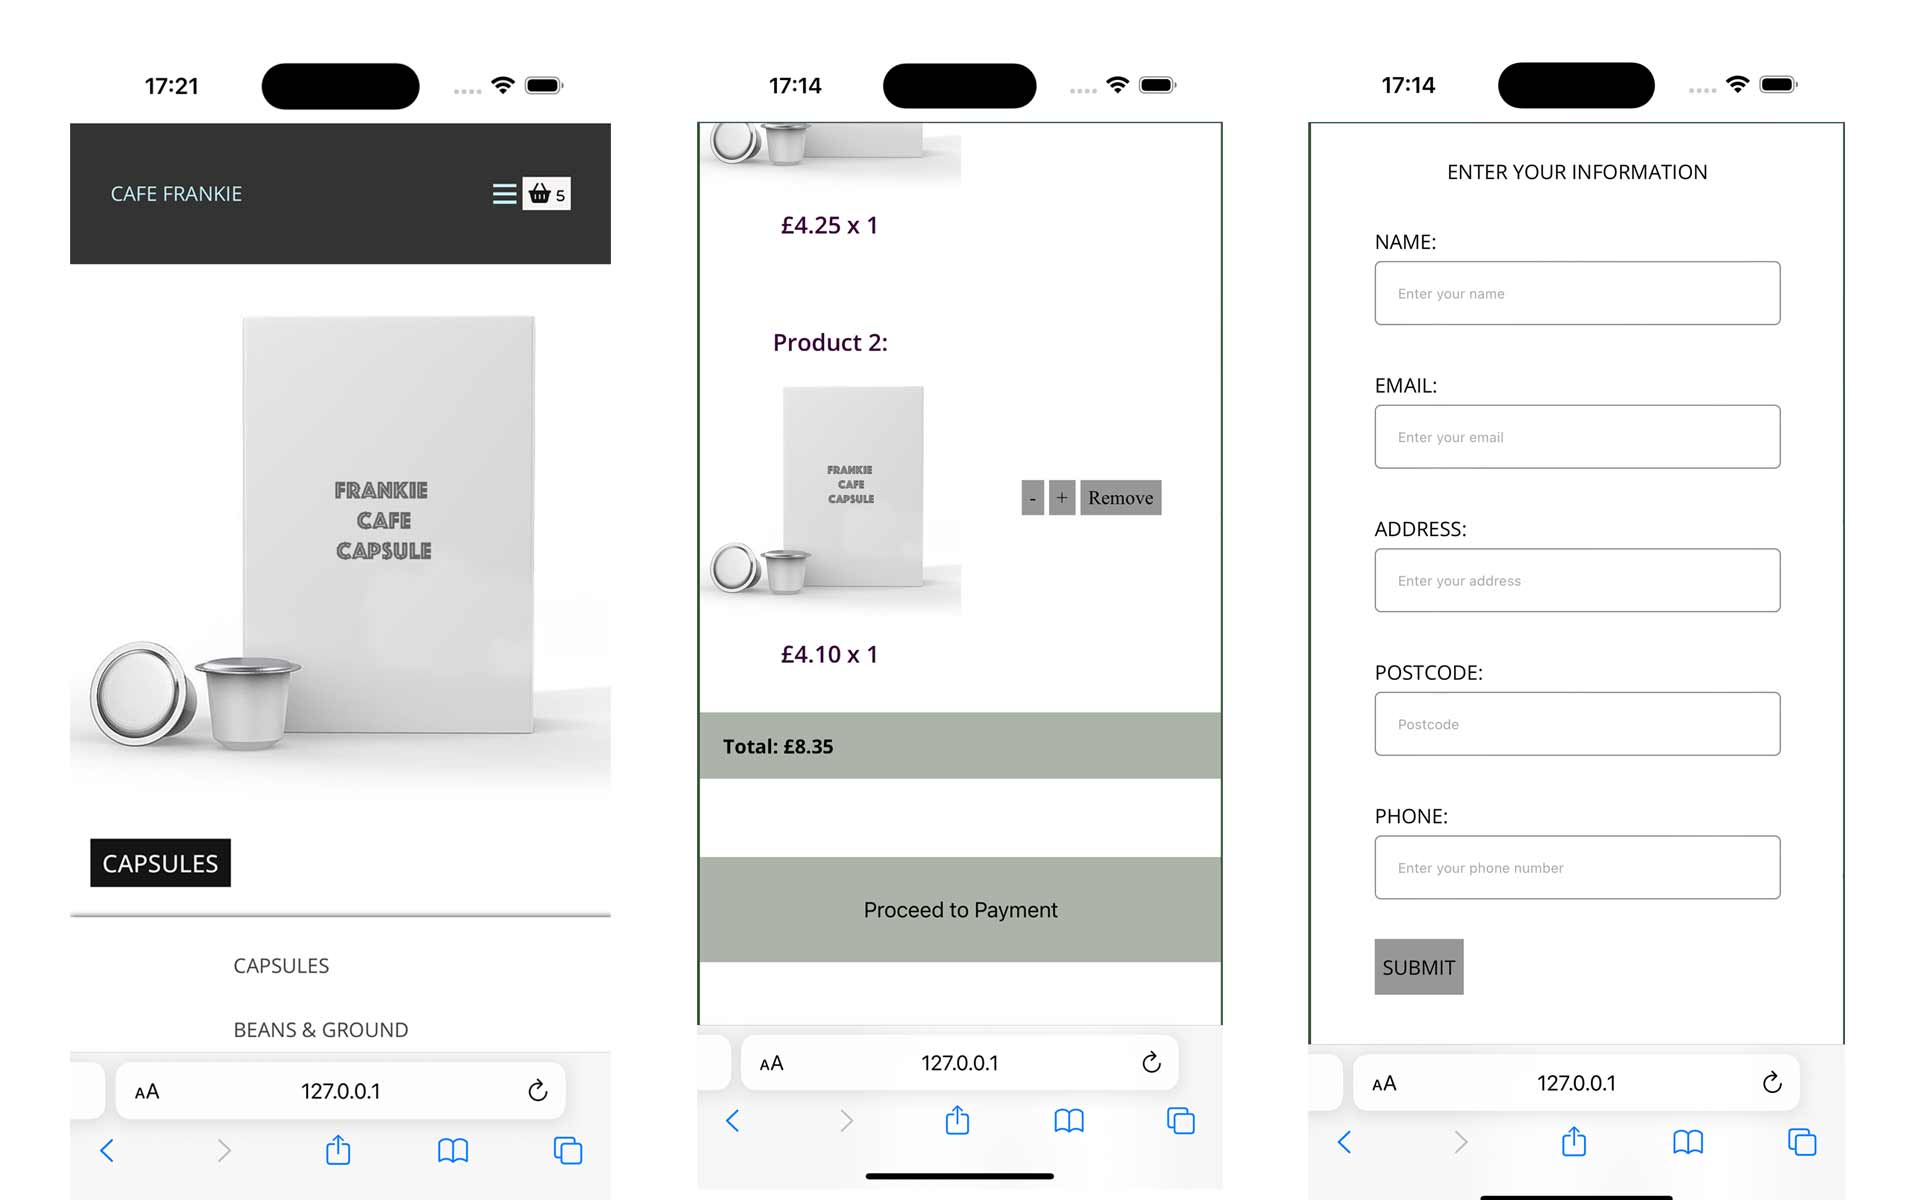 17:21
CAFE FRANKIE
5
FRANKIE
CAFE
CAPSULE
CAPSULES
CAPSULES
BEANS & GROUND
AA
127.0.0.1
17:14
£4.25 x 1
Product 2:
FRANKIE
CAFE
CAPSULE
- + Remove
£4.10 x 1
Total: £8.35
Proceed to Payment
AA
127.0.0.1
17:14
ENTER YOUR INFORMATION
NAME:
Enter your name
EMAIL:
Enter your email
ADDRESS:
Enter your address
POSTCODE:
Postcode
PHONE:
Enter your phone number
SUBMIT
AA
127.0.0.1